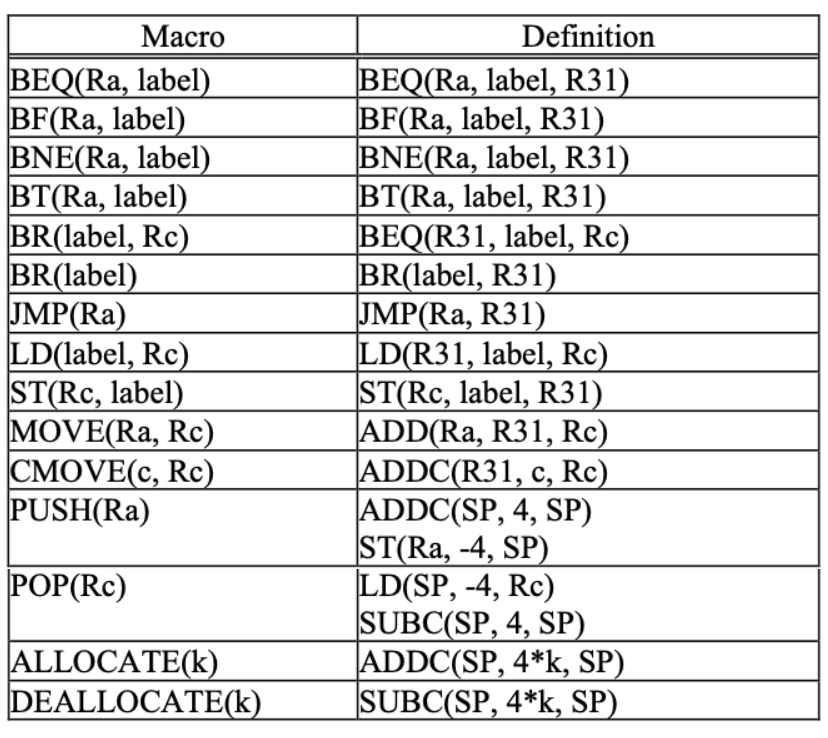 Macro Definition
BEQ(Ra, label) BEQ(Ra, label, R31)
BF(Ra, label) BF(Ra, label, R31)
BNE(Ra, label) BNE(Ra, label, R31)
BT(Ra, label) BT(Ra, label, R31)
BR(label, Rc) BEQ(R31, label, Rc)
BR(label) BR(label, R31)
JMP(Ra) JMP(Ra, R31)
LD(label, Rc) LD(R31, label, Rc)
ST(Rc, label) ST(Rc, label, R31)
MOVE(Ra, Rc) ADD(Ra, R31, Rc)
CMOVE(c, Rc) ADDC(R31, c, Rc)
PUSH(Ra) ADDC(SP, 4, SP)
ST(Ra, -4, SP)
POP(Rc) LD(SP, -4, Rc)
SUBC(SP, 4, SP)
ALLOCATE(k) ADDC(SP, 4*k, SP)
DEALLOCATE(k) SUBC(SP, 4*k, SP)